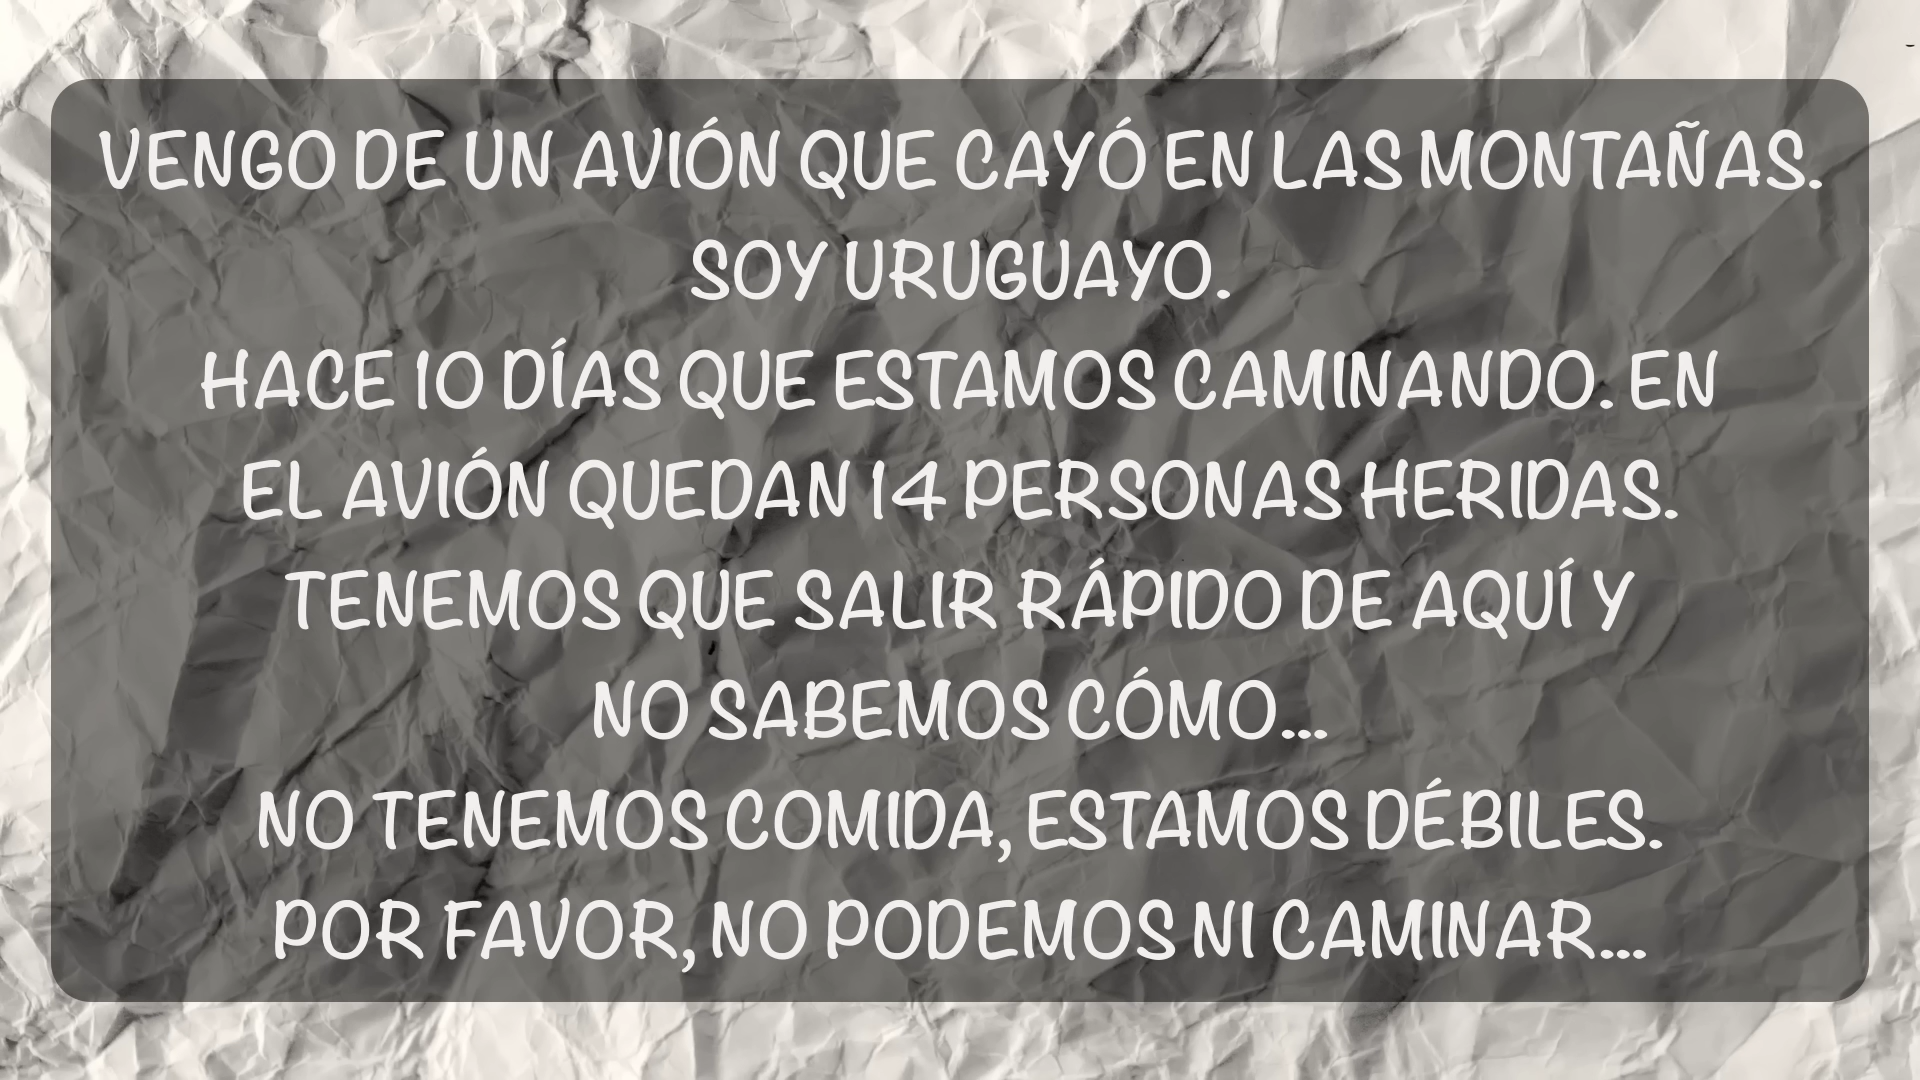 VENGO DE UN AVIÓN QUE CAYÓ EN LAS MONTAÑAS.
SOY URUGUAYO.
HACE 10 DÍAS QUE ESTAMOS CAMINANDO. EN
EL AVIÓN QUEDAN 14 PERSONAS HERIDAS.
TENEMOS QUE SALIR RÁPIDO DE AQUÍ Y
NO SABEMOS CÓMO...
NO TENEMOS COMIDA, ESTAMOS DÉBILES.
POR FAVOR, NO PODEMOS NI CAMINAR...